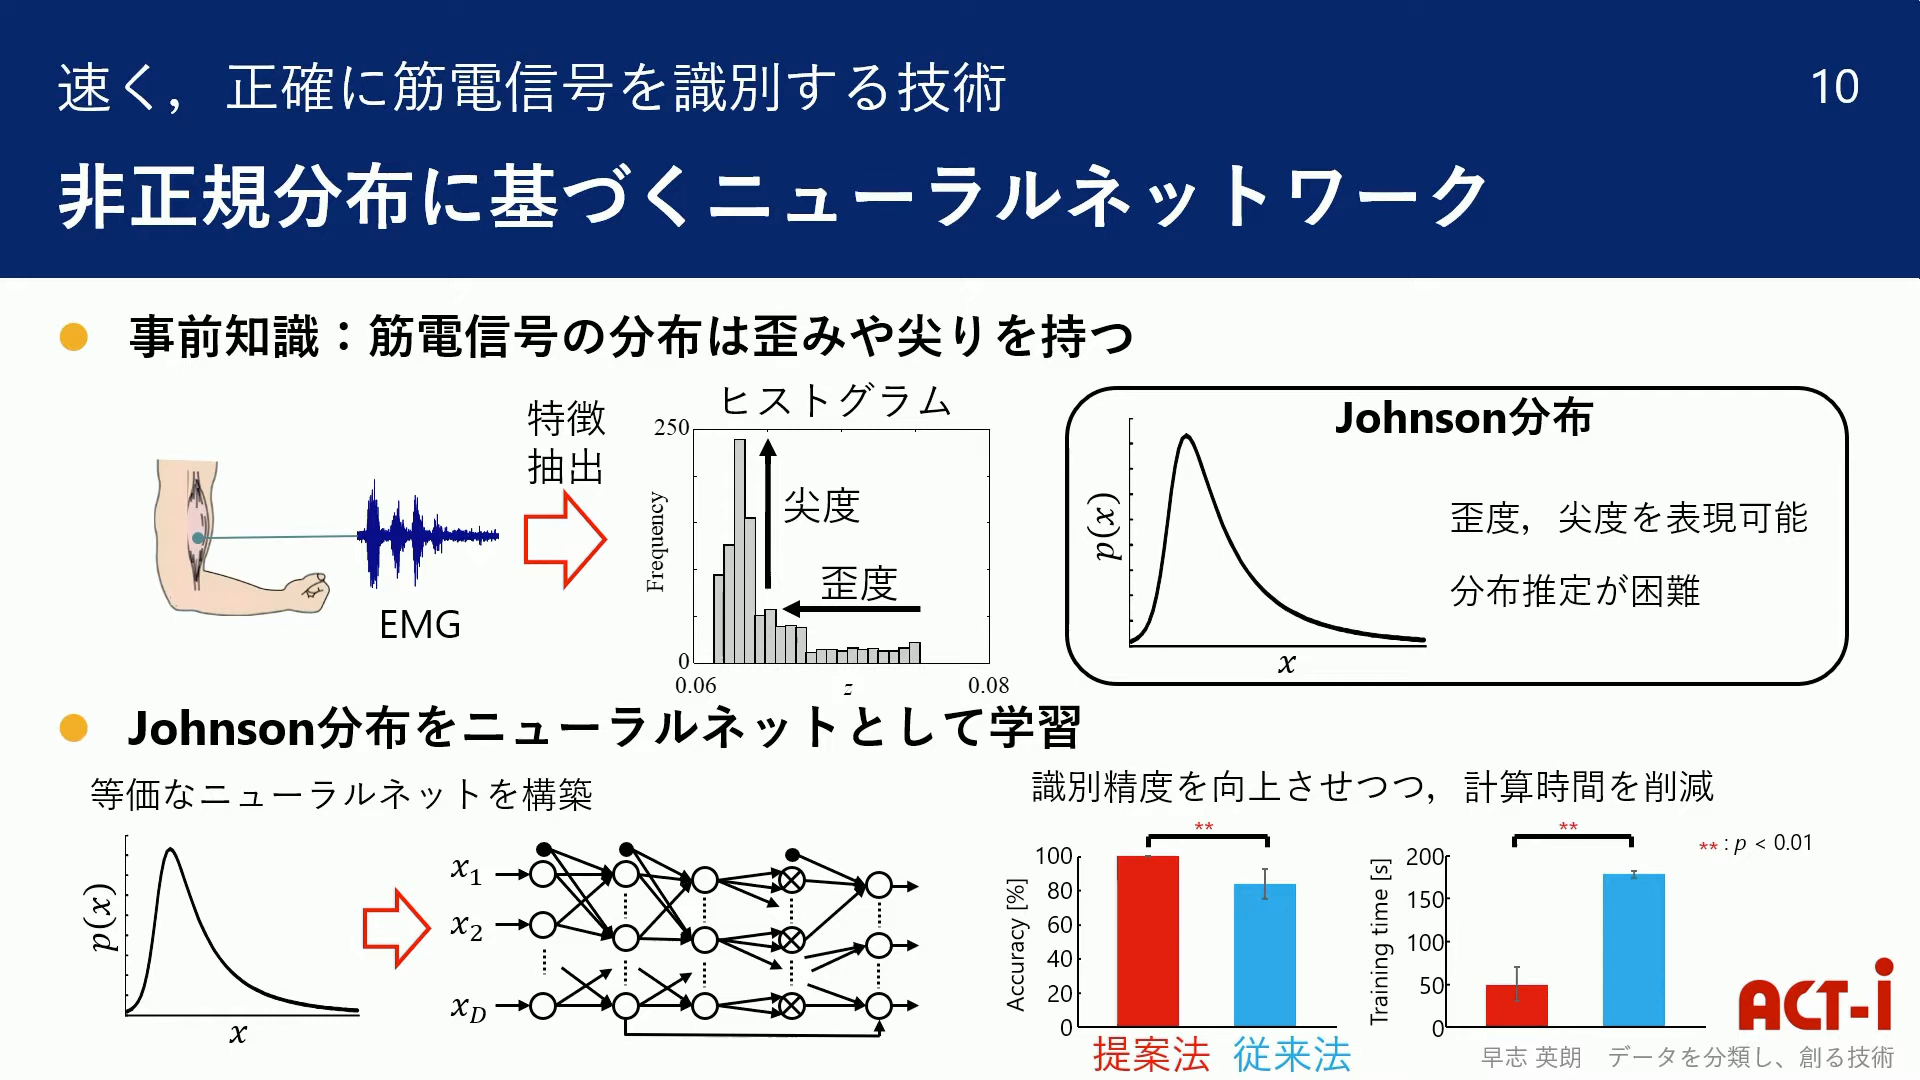 速く，正確に筋電信号を識別する技術
10
非正規分布に基づくニューラルネットワーク
事前知識：筋電信号の分布は歪みや尖りを持つ
特徴
抽出
EMG
ヒストグラム
250
0
Frequency
尖度
歪度
0.06
z
0.08
Johnson分布
p(x)
x
歪度，尖度を表現可能
分布推定が困難
Johnson分布をニューラルネットとして学習
等価なニューラルネットを構築
p(x)
x
x1
x2
xD
識別精度を向上させつつ，計算時間を削減
**
Accuracy [%]
100
80
60
40
20
0
提案法
従来法
**
** : p < 0.01
Training time [s]
200
150
100
50
0
ACT-i
早志 英朗 データを分類し、創る技術